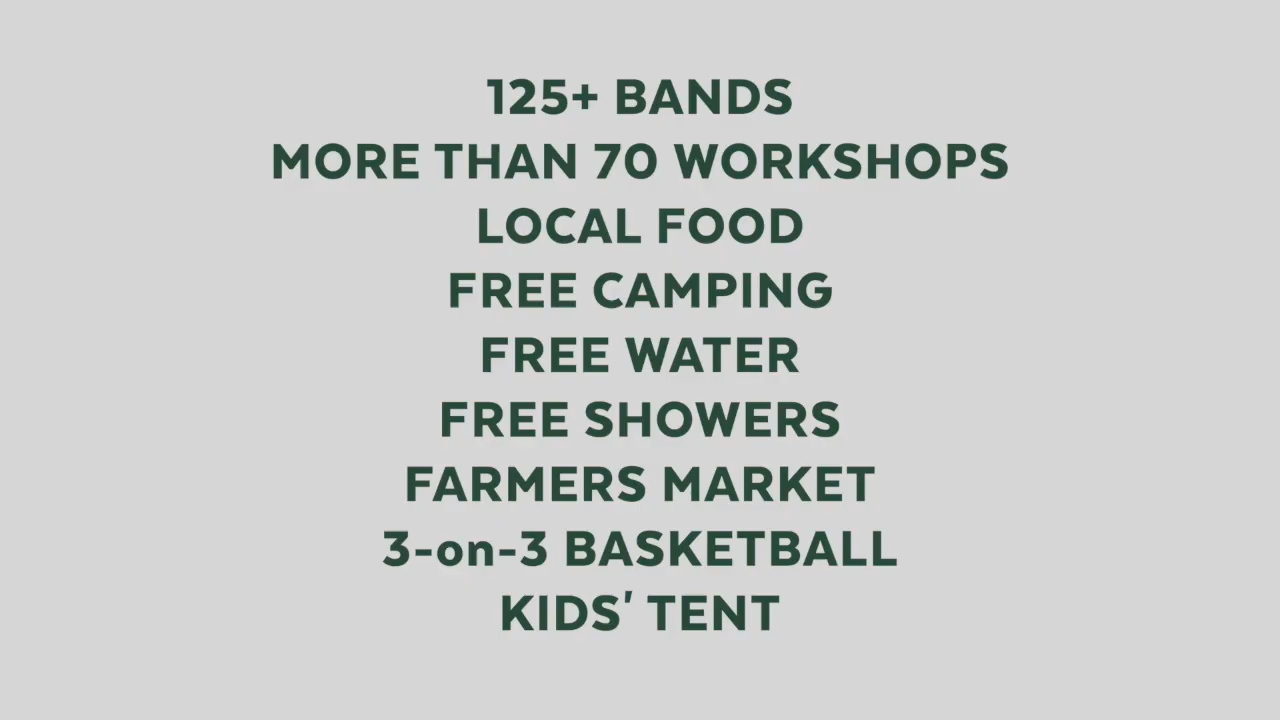 125+ BANDS
MORE THAN 70 WORKSHOPS
LOCAL FOOD
FREE CAMPING
FREE WATER
FREE SHOWERS
FARMERS MARKET
3-on-3 BASKETBALL
KIDS' TENT